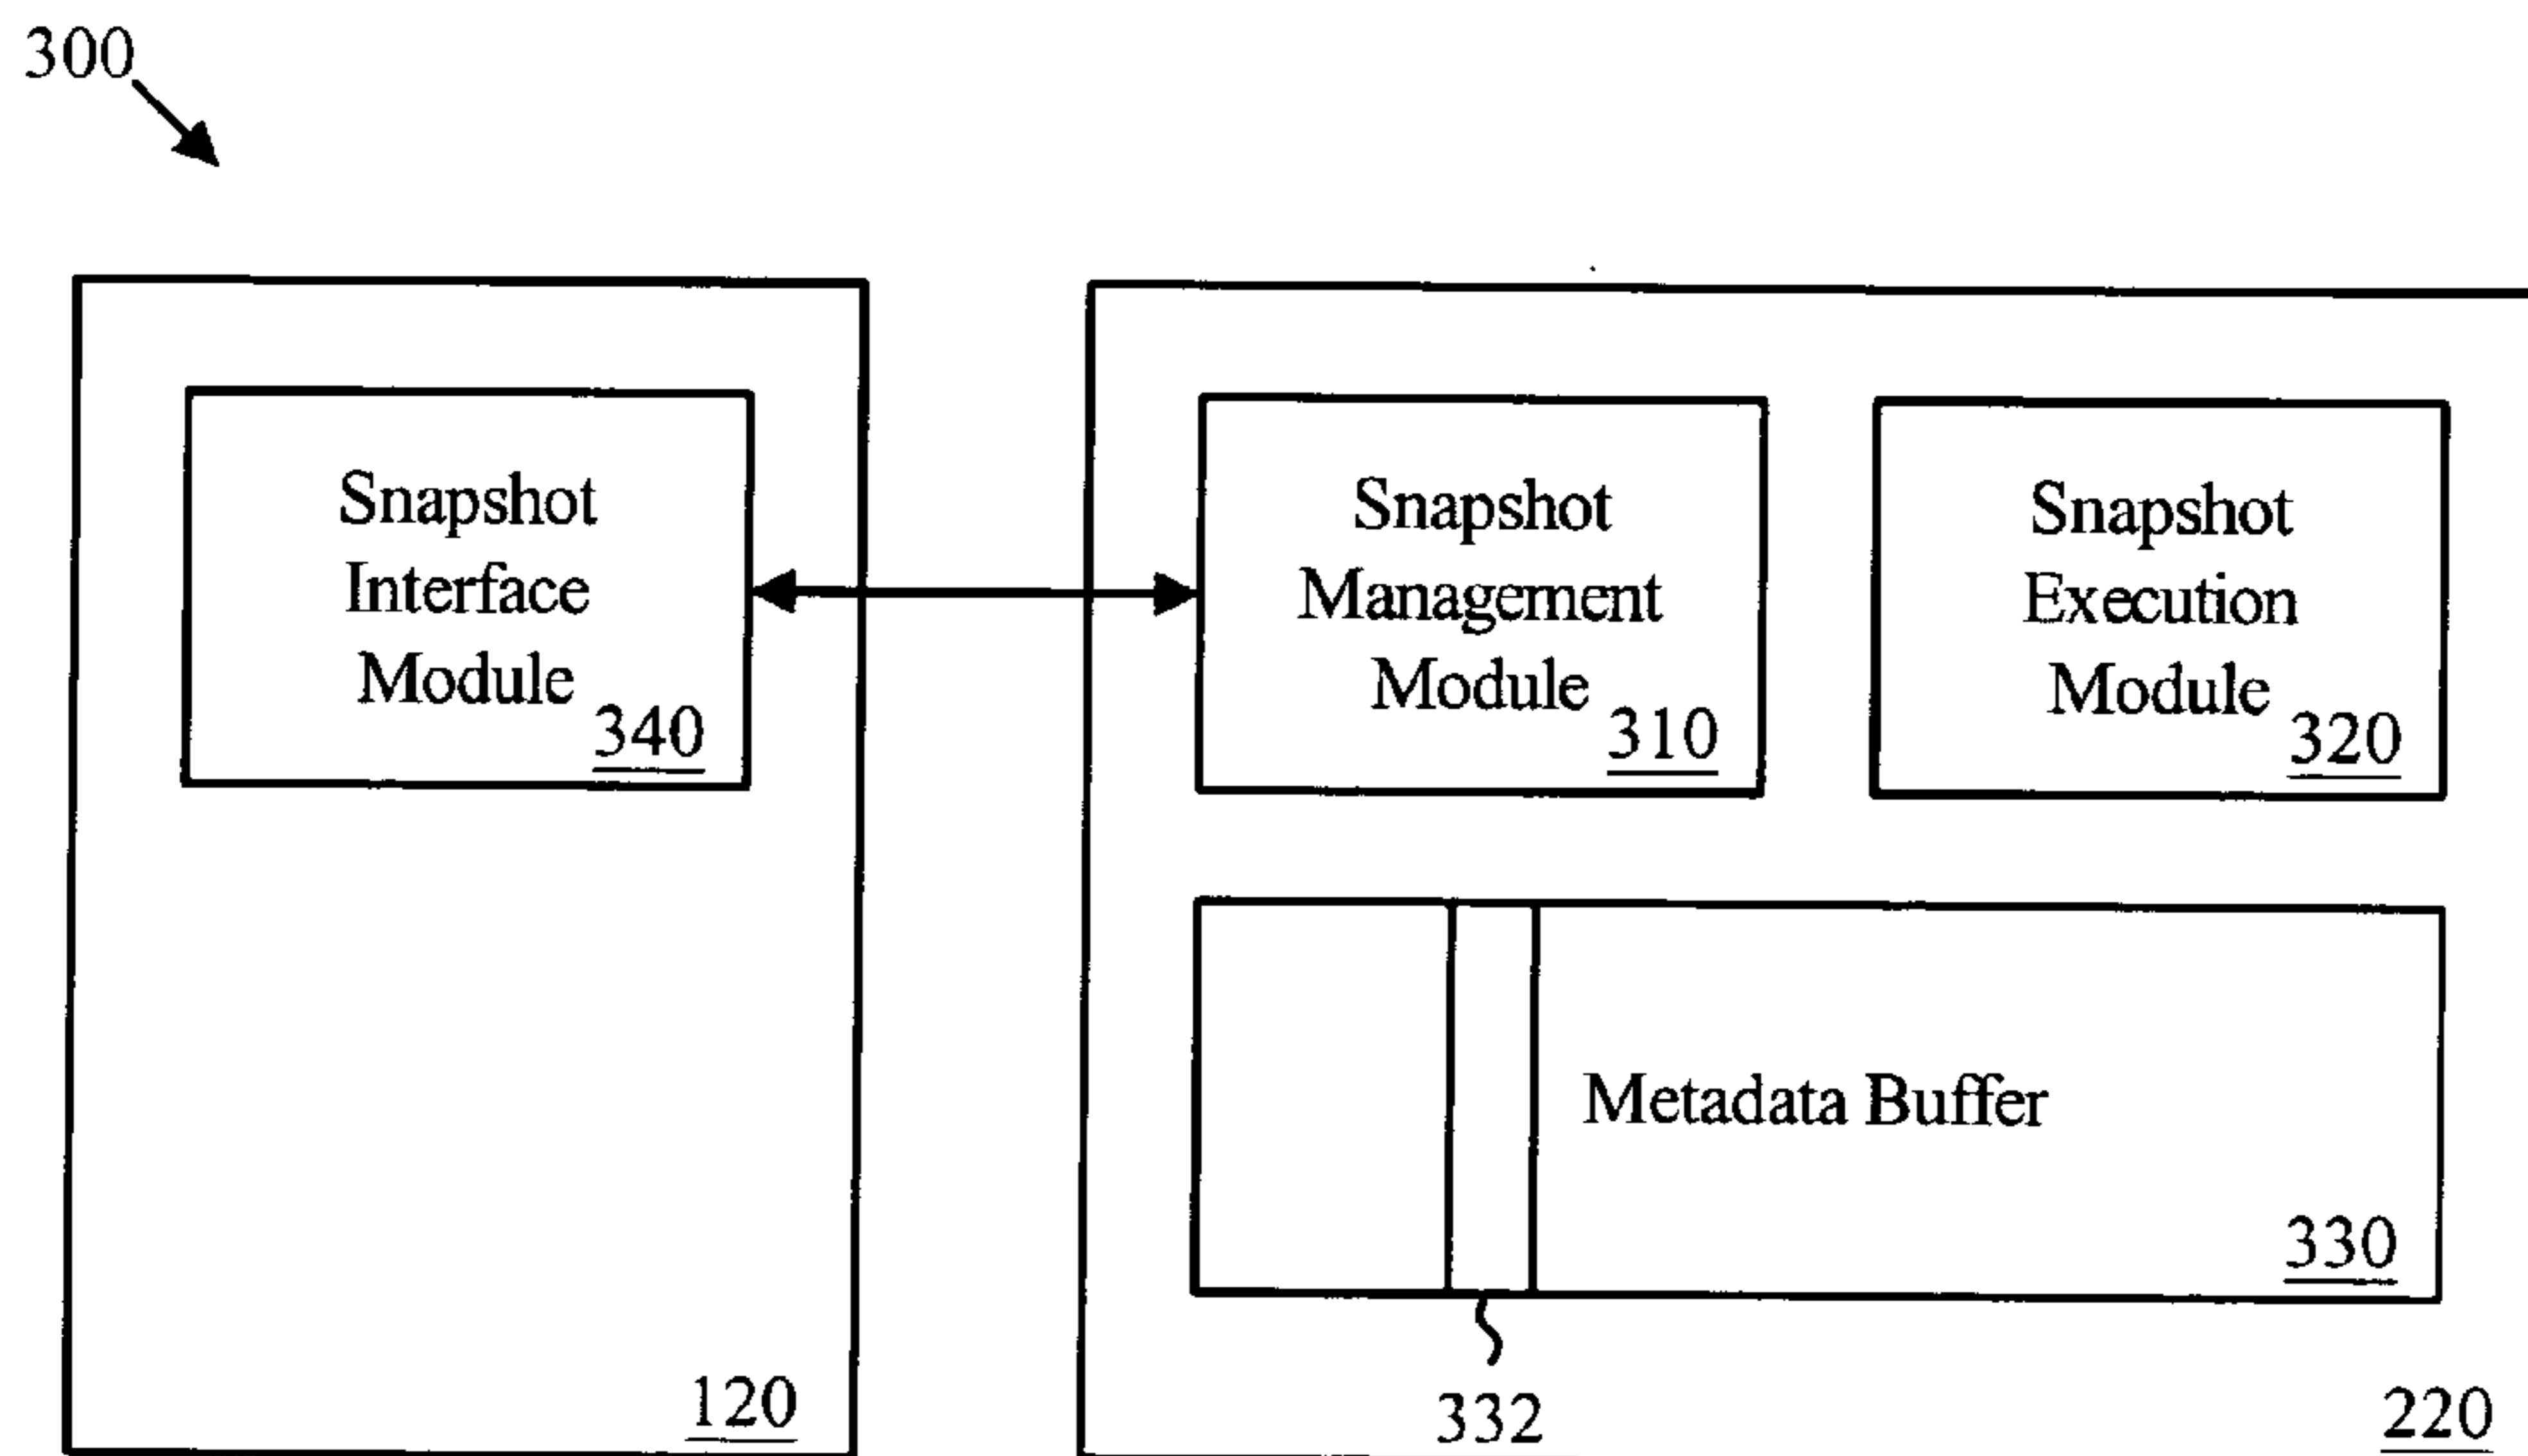 300
Snapshot
Interface
Module
340
Snapshot
Management
Module
310
Snapshot
Execution
Module
320
Metadata Buffer
330
332
120
220